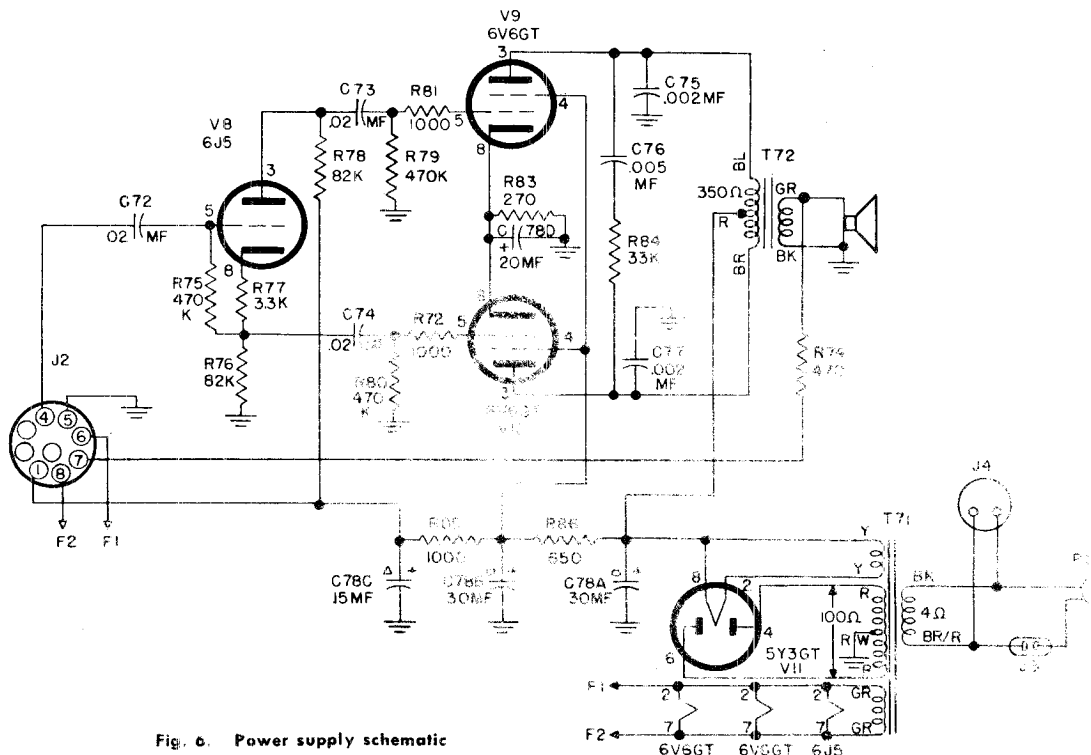 V9
6V6GT
3
4
5
8
C73
.02 MF
R81
1000
R79
470K
R78
82K
V8
6J5
3
5
8
C72
.02 MF
R75
470
K
R77
3.3K
R76
82K
C74
.02
R72
1000
5
4
3
R80
470
K
R83
270
C78D
+
20MF
C75
.002MF
C76
.005
MF
R84
33K
C77
.002
MF
T72
BL
350Ω
R
BR
GR
BK
R74
470
J2
4
5
6
7
8
1
F2
F1
1000
R86
650
C78C
+
15MF
C78B
+
30MF
C78A
+
30MF
8
2
4
6
5Y3GT
V11
100Ω
T71
Y
Y
R
R W
R
GR
GR
BK
4Ω
BR/R
J4
F1
F2
2
7
2
7
2
7
6V6GT
6V6GT
6J5
Fig. 6. Power supply schematic